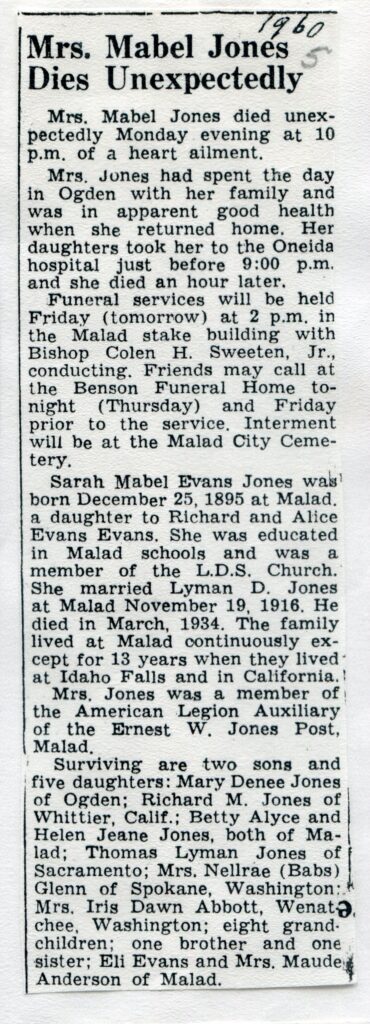 1960
5
Mrs. Mabel Jones
Dies Unexpectedly
Mrs. Mabel Jones died unex-
pectedly Monday evening at 10
p.m. of a heart ailment.
Mrs. Jones had spent the day
in Ogden with her family and
was in apparent good health
when she returned home. Her
daughters took her to the Oneida
hospital just before 9:00 p.m.
and she died an hour later.
Funeral services will be held
Friday (tomorrow) at 2 p.m. in
the Malad stake building with
Bishop Colen H. Sweeten, Jr.,
conducting. Friends may call at
the Benson Funeral Home to-
night (Thursday) and Friday
prior to the service. Interment
will be at the Malad City Ceme-
tery.
Sarah Mabel Evans Jones was
born December 25, 1895 at Malad,
a daughter to Richard and Alice
Evans Evans. She was educated
in Malad schools and was a
member of the L.D.S. Church.
She married Lyman D. Jones
at Malad November 19, 1916. He
died in March, 1934. The family
lived at Malad continuously ex-
cept for 13 years when they lived
at Idaho Falls and in California.
Mrs. Jones was a member of
the American Legion Auxiliary
of the Ernest W. Jones Post,
Malad.
Surviving are two sons and
five daughters: Mary Denee Jones
of Ogden; Richard M. Jones of
Whittier, Calif.; Betty Alyce and
Helen Jeane Jones, both of Ma-
lad; Thomas Lyman Jones of
Sacramento; Mrs. Nellrae (Babs)
Glenn of Spokane, Washington;
Mrs. Iris Dawn Abbott, Wenat-
chee, Washington; eight grand-
children; one brother and one
sister; Eli Evans and Mrs. Maude
Anderson of Malad.